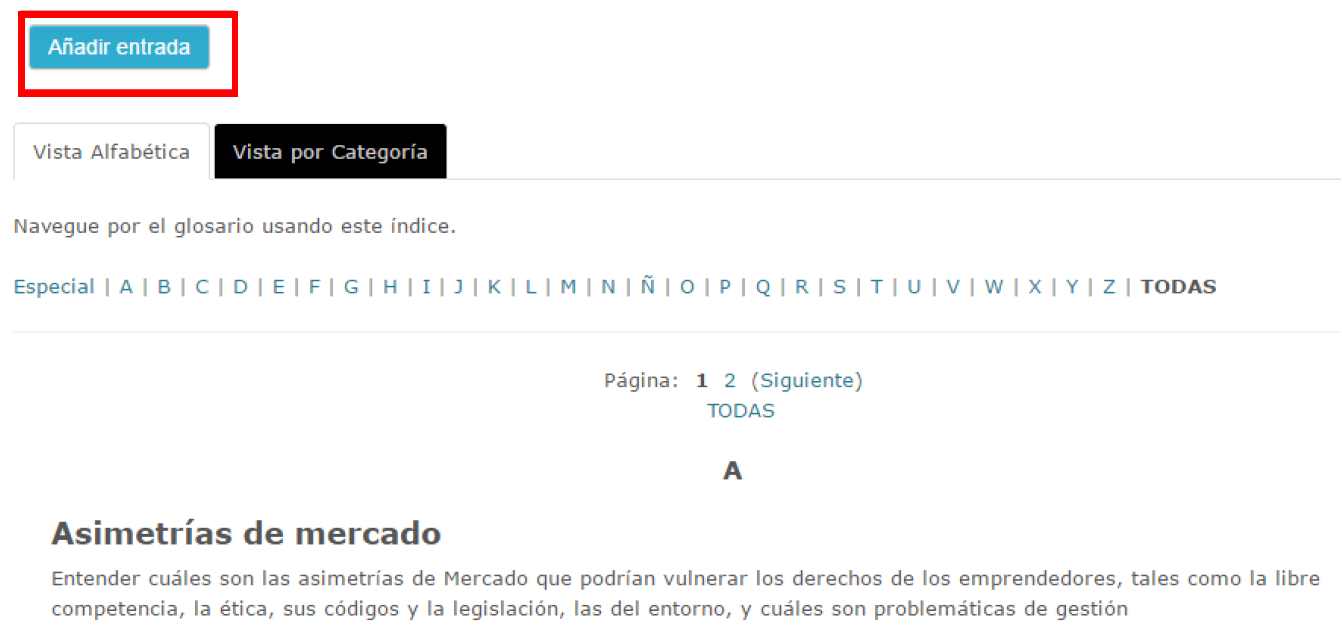 Añadir entrada
Vista Alfabética
Vista por Categoría
Navegue por el glosario usando este índice.
Especial | A | B | C | D | E | F | G | H | I | J | K | L | M | N | Ñ | O | P | Q | R | S | T | U | V | W | X | Y | Z | TODAS
Página: 1 2 (Siguiente)
TODAS
A
Asimetrías de mercado
Entender cuáles son las asimetrías de Mercado que podrían vulnerar los derechos de los emprendedores, tales como la libre
competencia, la ética, sus códigos y la legislación, las del entorno, y cuáles son problemáticas de gestión